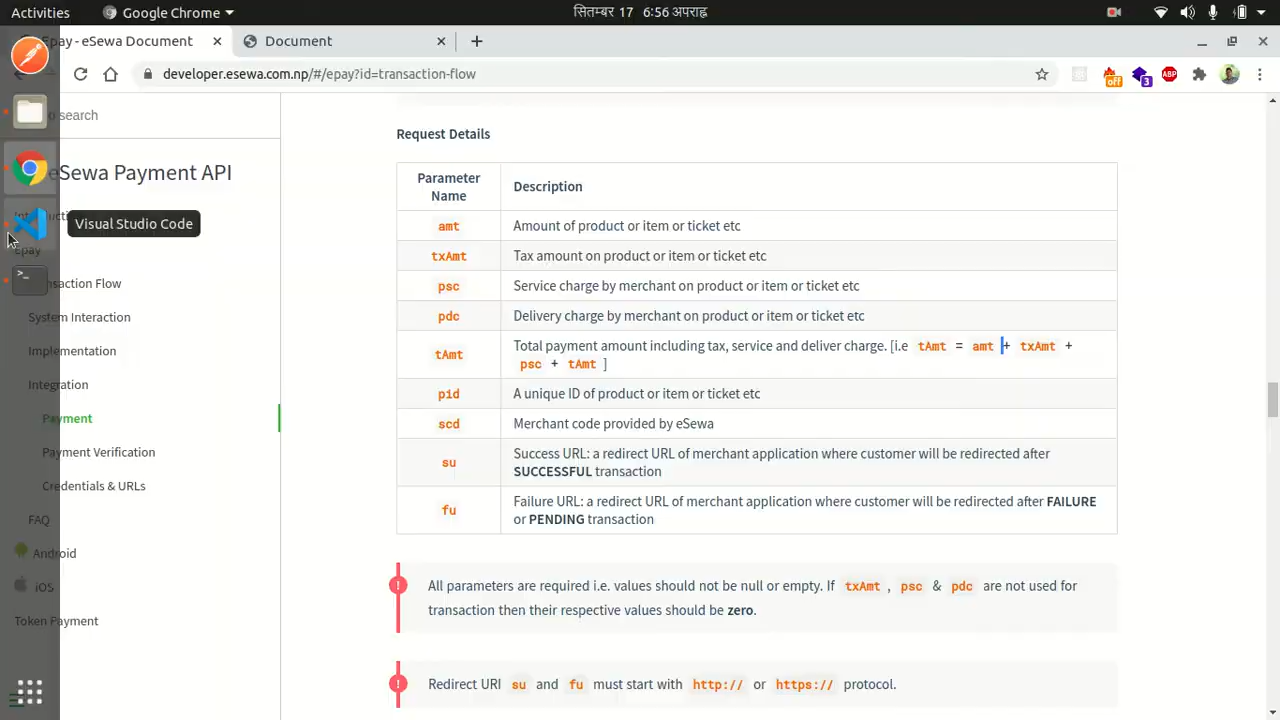 Activities
Google Chrome
सितम्बर 17 6:56 अपराह्न
Epay - eSewa Document
Document
developer.esewa.com.np/#/epay?id=transaction-flow
off
3
ABP
search
eSewa Payment API
Visual Studio Code
Epay
Transaction Flow
System Interaction
Implementation
Integration
Payment
Payment Verification
Credentials & URLs
FAQ
Android
iOS
Token Payment
Request Details
Parameter Name Description
amt Amount of product or item or ticket etc
txAmt Tax amount on product or item or ticket etc
psc Service charge by merchant on product or item or ticket etc
pdc Delivery charge by merchant on product or item or ticket etc
tAmt Total payment amount including tax, service and deliver charge. [i.e tAmt = amt + txAmt +
psc + tAmt ]
pid A unique ID of product or item or ticket etc
scd Merchant code provided by eSewa
su Success URL: a redirect URL of merchant application where customer will be redirected after
SUCCESSFUL transaction
fu Failure URL: a redirect URL of merchant application where customer will be redirected after FAILURE
or PENDING transaction
All parameters are required i.e. values should not be null or empty. If txAmt , psc & pdc are not used for
transaction then their respective values should be zero.
Redirect URI su and fu must start with http:// or https:// protocol.